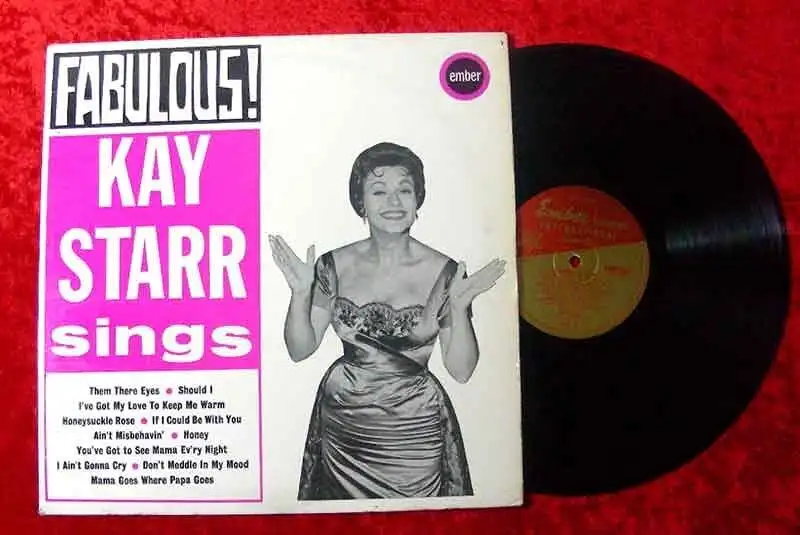 FABULOUS!
ember
KAY
STARR
sings
Them There Eyes • Should I
I've Got My Love To Keep Me Warm
Honeysuckle Rose • If I Could Be With You
Ain't Misbehavin' • Honey
You've Got to See Mama Ev'ry Night
I Ain't Gonna Cry • Don't Meddle In My Mood
Mama Goes Where Papa Goes
Ember
INTERNATIONAL